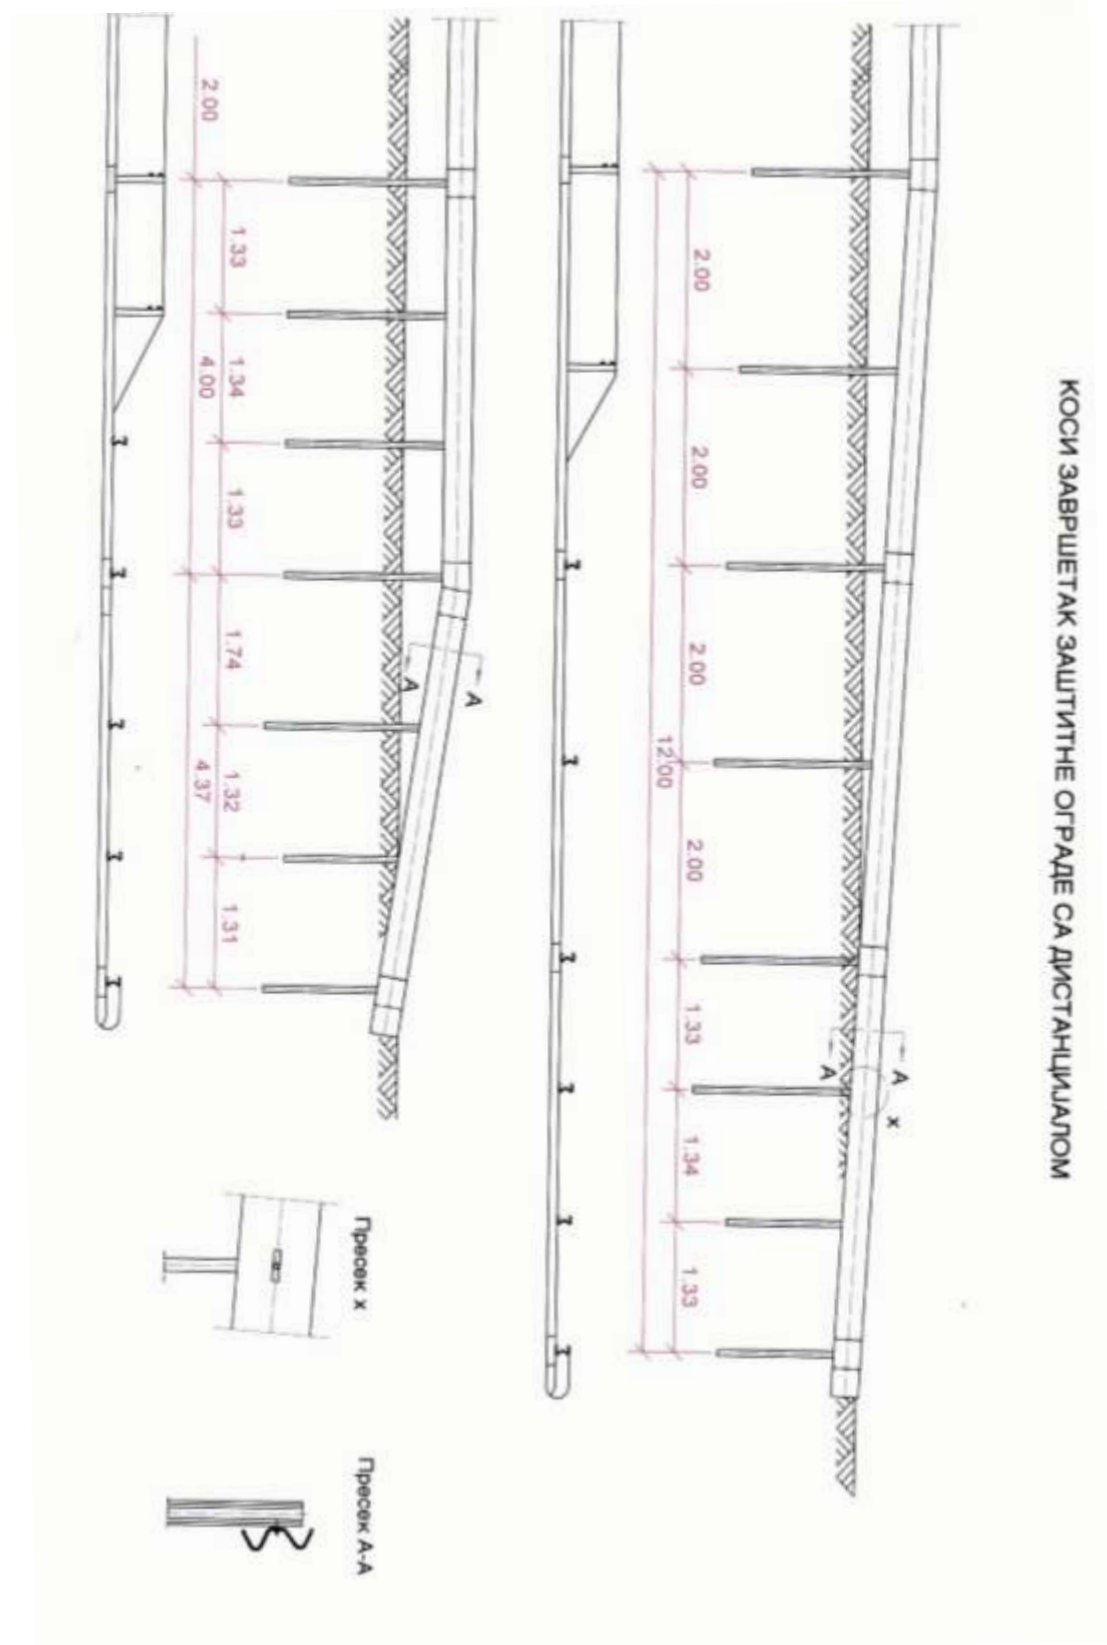 КОСИ ЗАВРШЕТАК ЗАШТИТНЕ ОГРАДЕ СА ДИСТАНЦИЈАЛОМ
2.00
2.00
2.00
2.00
1.33
1.34
1.33
12.00
A
A
x
2.00
1.33
1.34
1.33
1.74
1.32
1.31
4.00
4.37
A
A
Пресек x
Пресек A-A